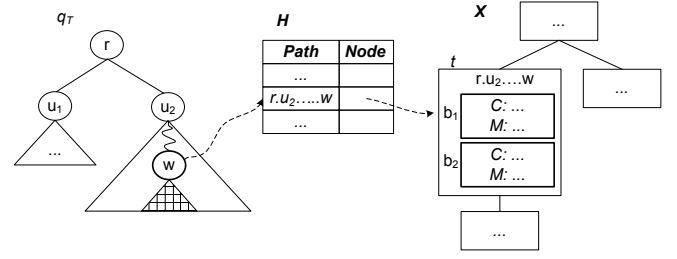 q_T
r
u_1
u_2
...
w
H
Path Node
...
r.u_2…..w
...
X
...
t
r.u_2….w
...
b_1
C: ...
M: ...
b_2
C: ...
M: ...
...